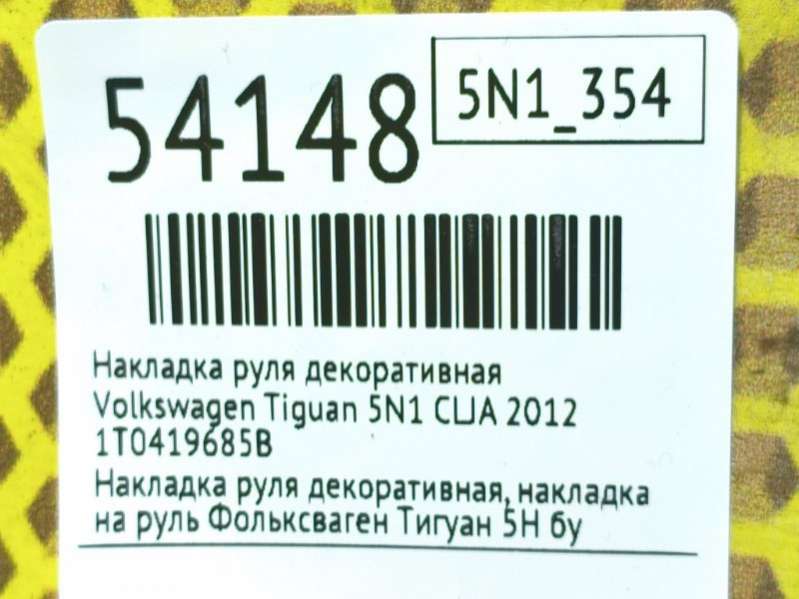 54148
5N1_354
Накладка руля декоративная
Volkswagen Tiguan 5N1 США 2012
1T0419685B
Накладка руля декоративная, накладка
на руль Фольксваген Тигуан 5Н бу